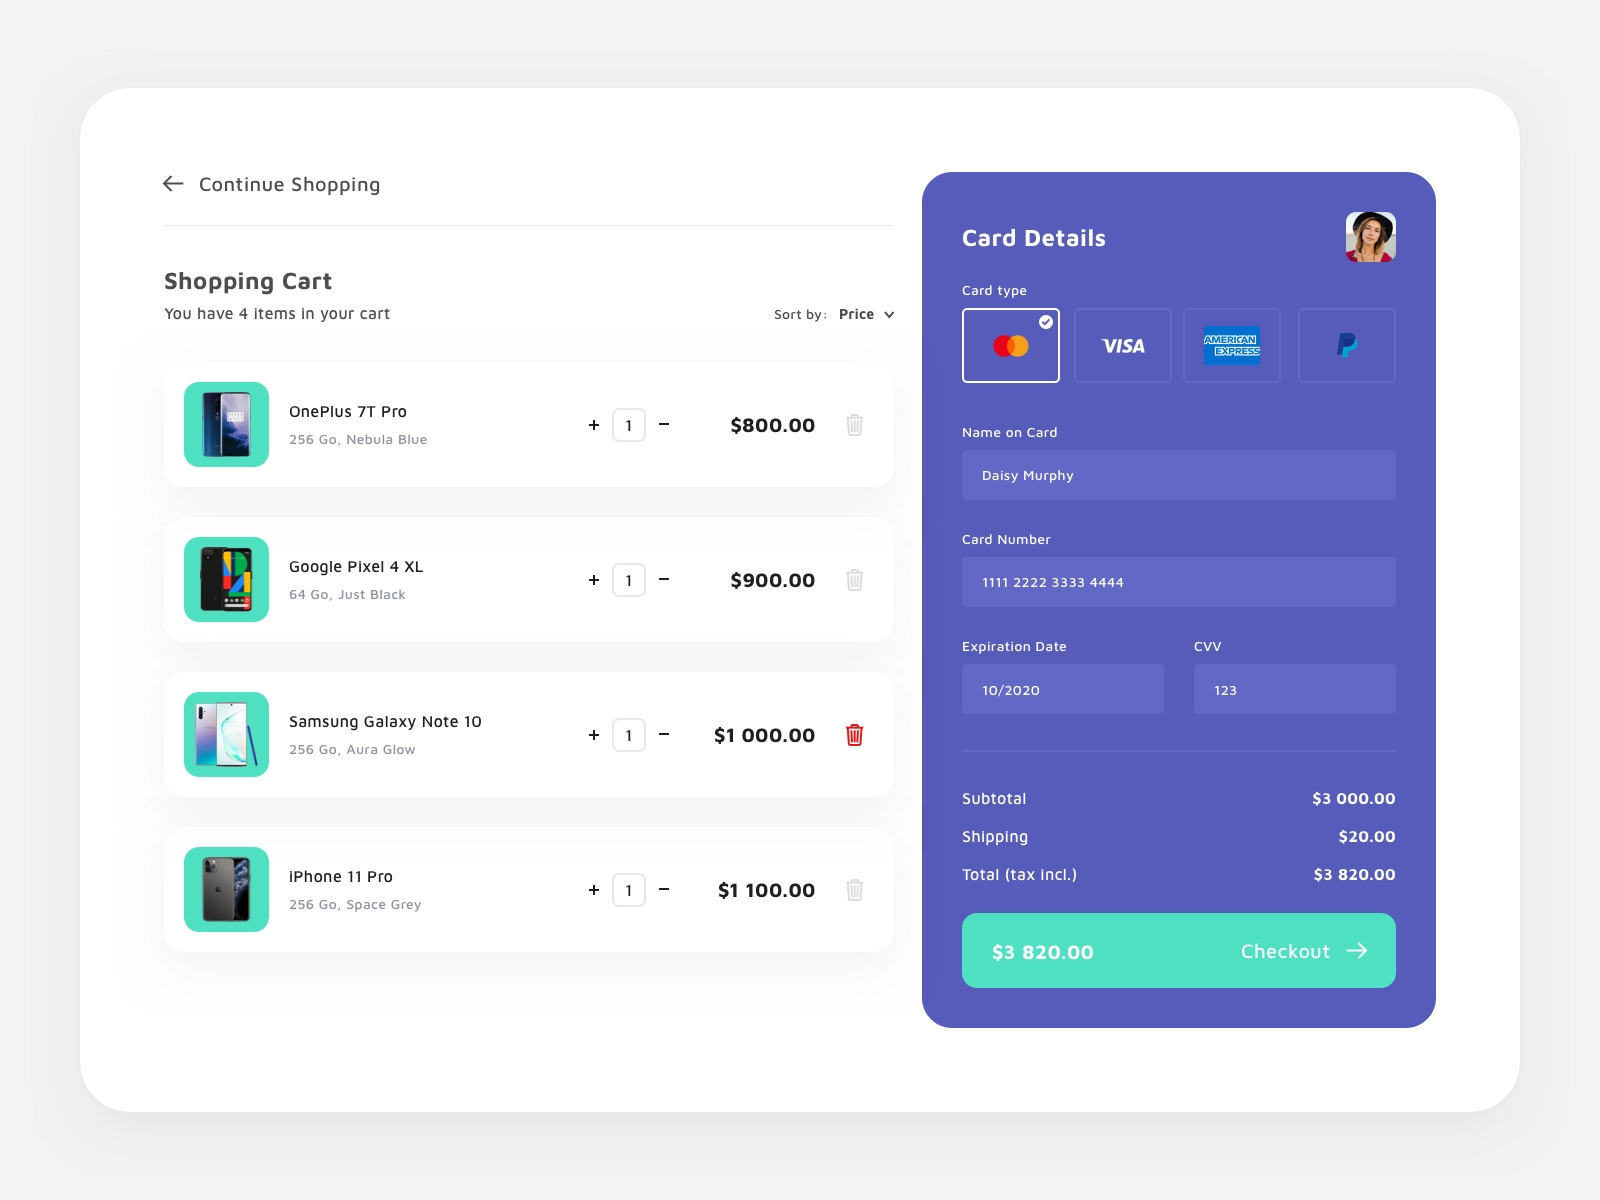 Continue Shopping
Shopping Cart
You have 4 items in your cart
Sort by: Price
OnePlus 7T Pro
256 Go, Nebula Blue
+ 1 − $800.00
Google Pixel 4 XL
64 Go, Just Black
+ 1 − $900.00
Samsung Galaxy Note 10
256 Go, Aura Glow
+ 1 − $1 000.00
iPhone 11 Pro
256 Go, Space Grey
+ 1 − $1 100.00
Card Details
Card type
VISA
AMERICAN
EXPRESS
Name on Card
Daisy Murphy
Card Number
1111 2222 3333 4444
Expiration Date
CVV
10/2020
123
Subtotal $3 000.00
Shipping $20.00
Total (tax incl.) $3 820.00
$3 820.00 Checkout